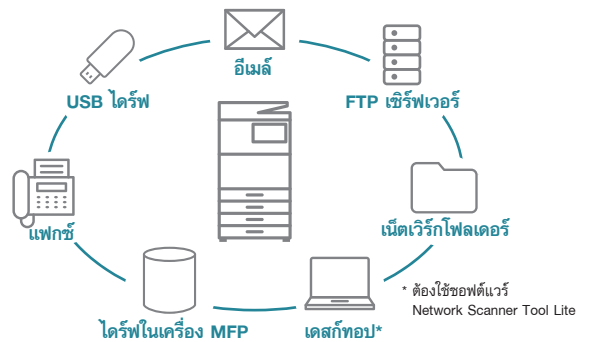 อีเมล์
USB ไดร์ฟ
FTP เซิร์ฟเวอร์
แฟกซ์
เน็ตเวิร์กโฟลเดอร์
* ต้องใช้ซอฟต์แวร์
Network Scanner Tool Lite
ไดร์ฟในเครื่อง MFP
เดสก์ทอป*